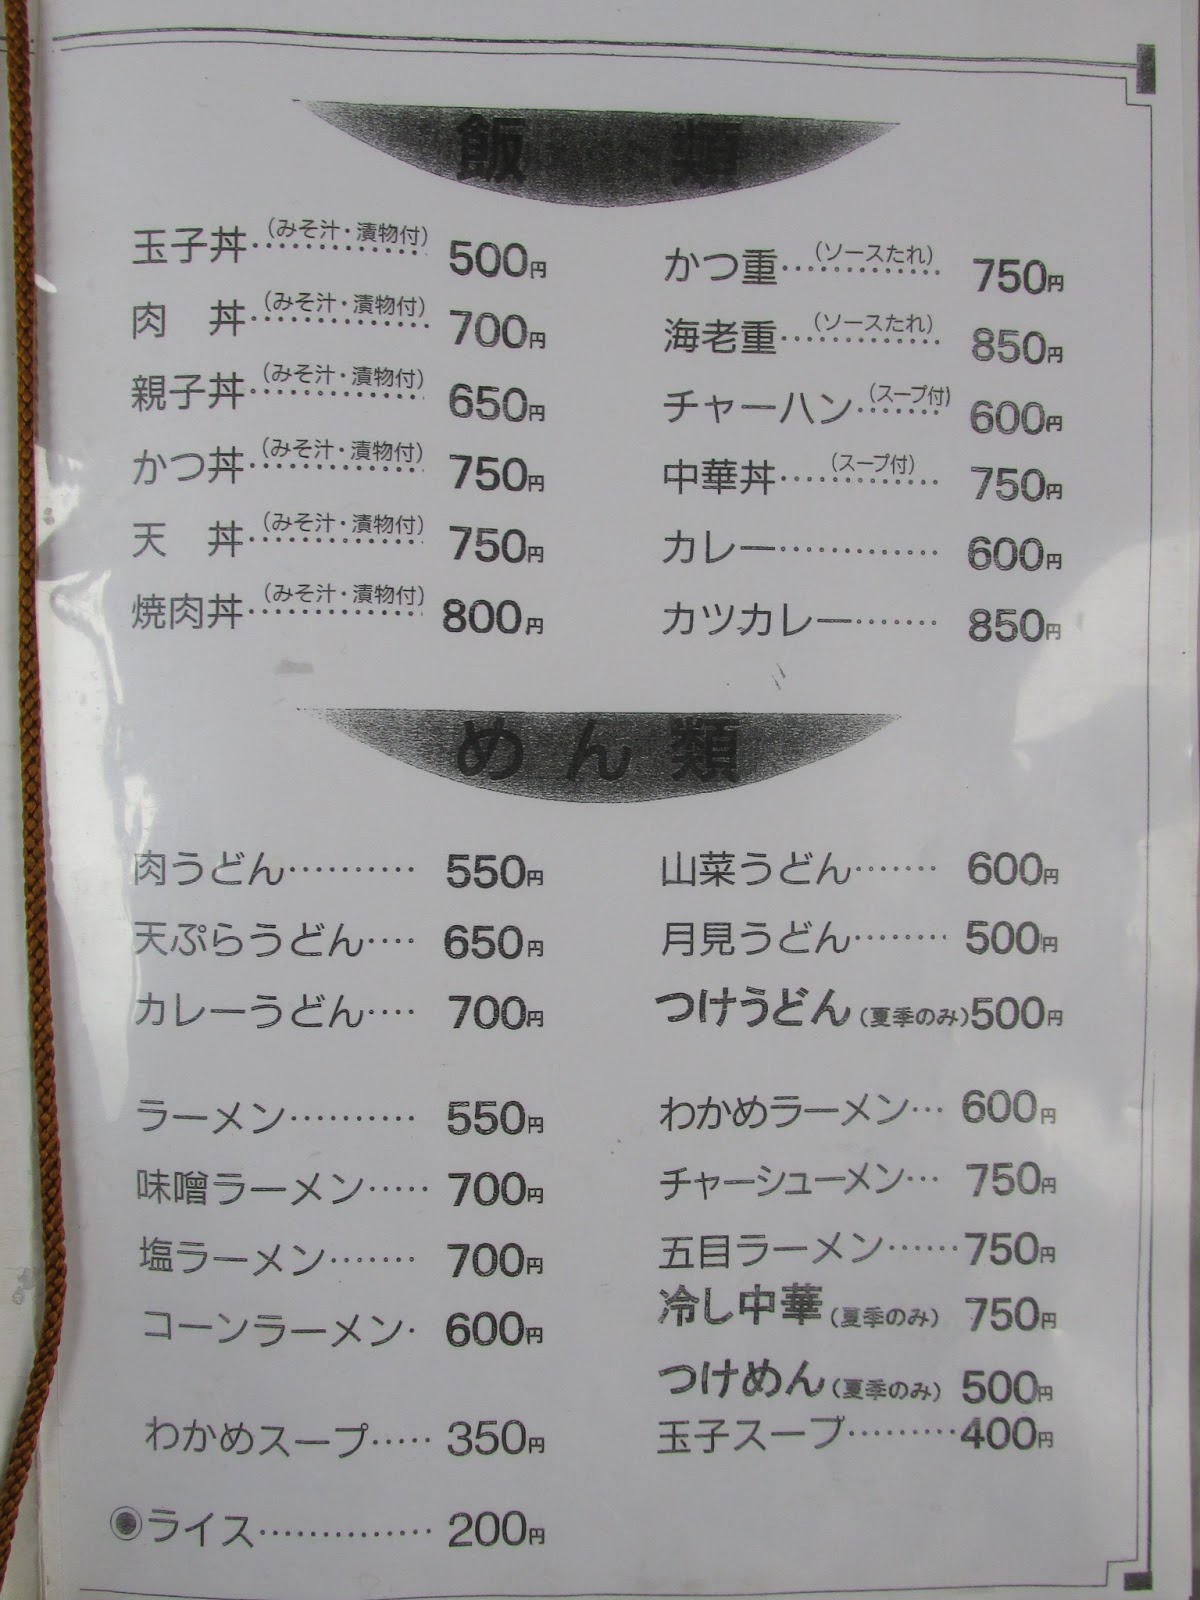 飯 類
玉子丼………(みそ汁・漬物付) 500円
肉 丼………(みそ汁・漬物付) 700円
親子丼………(みそ汁・漬物付) 650円
かつ丼………(みそ汁・漬物付) 750円
天 丼………(みそ汁・漬物付) 750円
焼肉丼………(みそ汁・漬物付) 800円
かつ重………(ソースたれ) 750円
海老重………(ソースたれ) 850円
チャーハン……(スープ付) 600円
中華丼………(スープ付) 750円
カレー………… 600円
カツカレー…… 850円
めん類
肉うどん……… 550円
天ぷらうどん‥‥ 650円
カレーうどん‥‥ 700円
山菜うどん…… 600円
月見うどん……… 500円
つけうどん(夏季のみ)500円
ラーメン……… 550円
味噌ラーメン…… 700円
塩ラーメン…… 700円
コーンラーメン・ 600円
わかめスープ…… 350円
◉ライス………… 200円
わかめラーメン… 600円
チャーシューメン… 750円
五目ラーメン……750円
冷し中華(夏季のみ) 750円
つけめん(夏季のみ) 500円
玉子スープ………400円